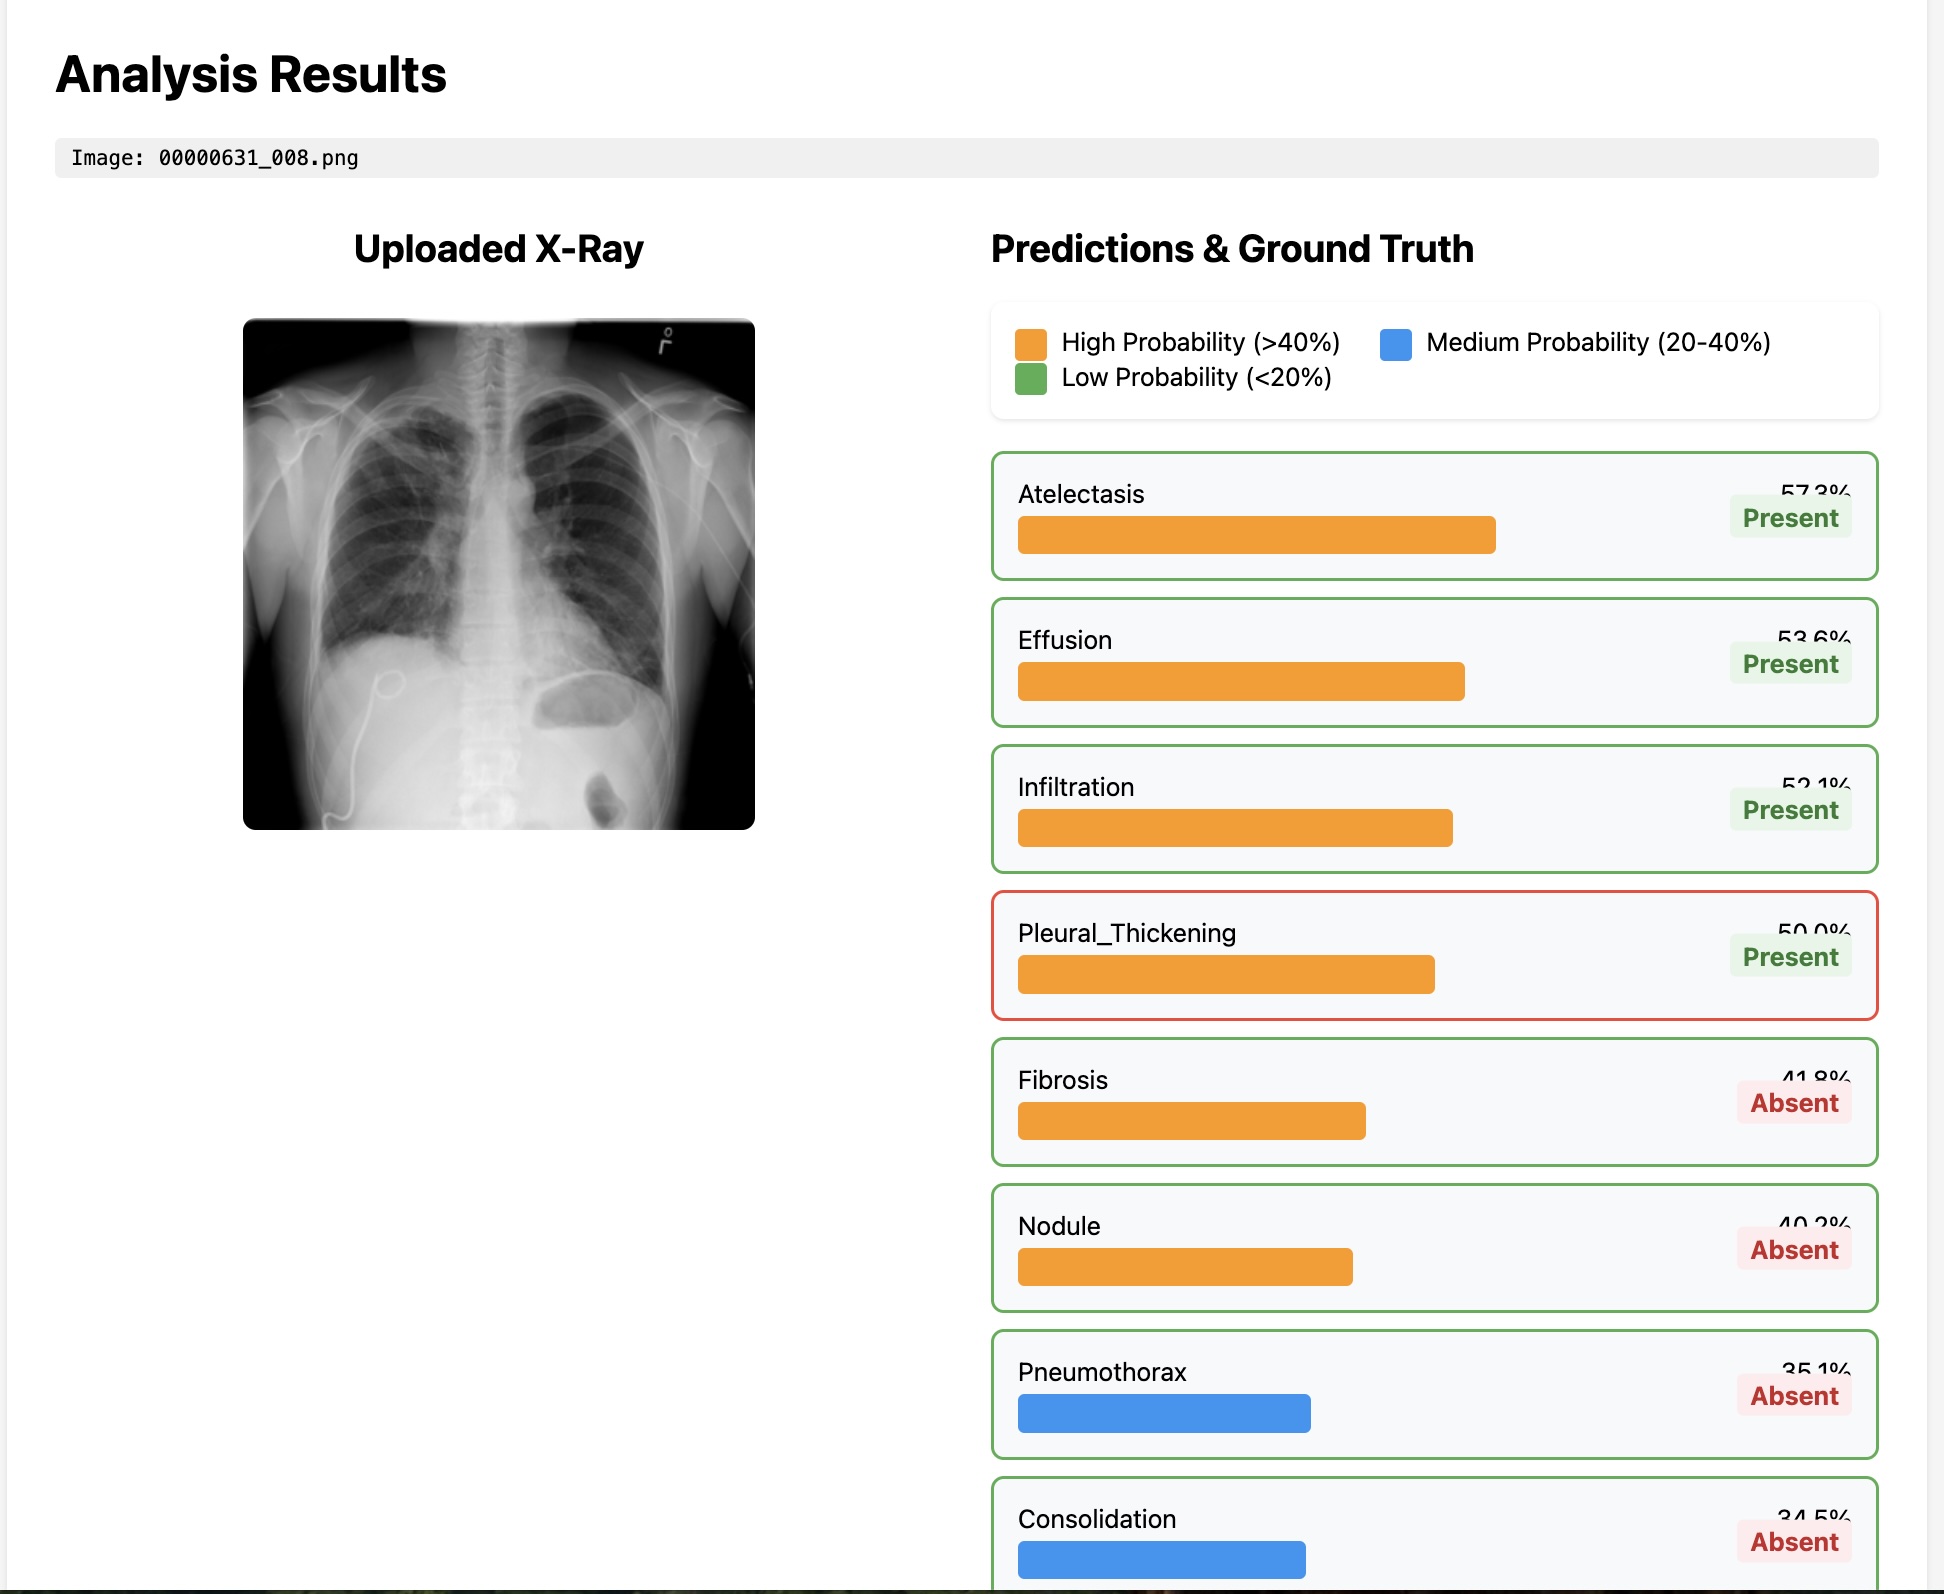 Analysis Results
Image: 00000631_008.png
Uploaded X-Ray
L
Predictions & Ground Truth
High Probability (>40%)
Medium Probability (20-40%)
Low Probability (<20%)
Atelectasis
57.3%
Present
Effusion
53.6%
Present
Infiltration
52.1%
Present
Pleural_Thickening
50.0%
Present
Fibrosis
41.8%
Absent
Nodule
40.2%
Absent
Pneumothorax
35.1%
Absent
Consolidation
34.5%
Absent